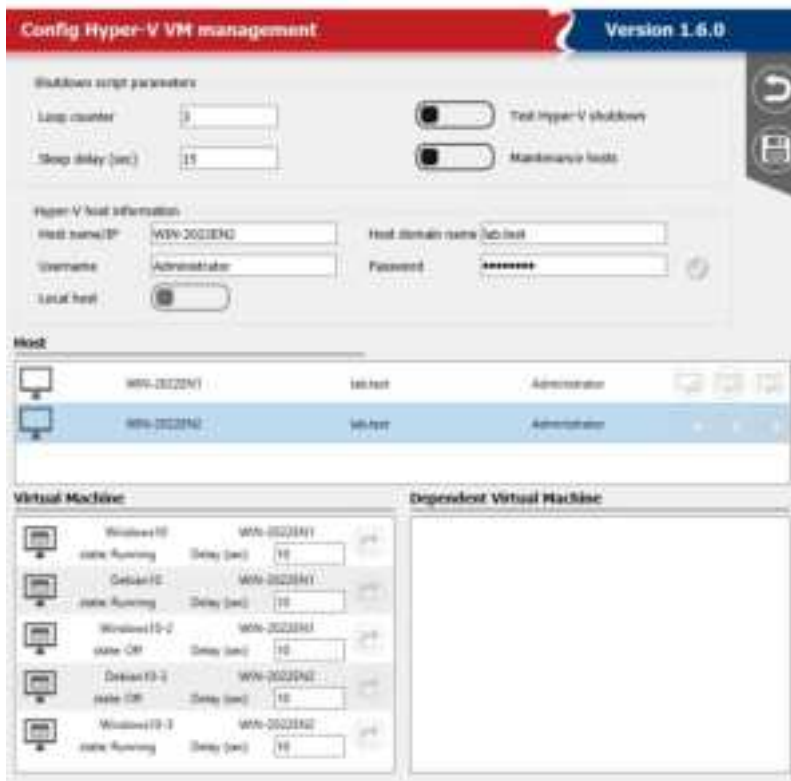 Config Hyper-V VM management Version 1.6.0
Shutdown script parameters
Loop counter 3 Test Hyper-V shutdown
Sleep delay (sec) 15 Maintenance hosts
Hyper-V host information
Host name/IP WIN-2022EN2 Host domain name lab.test
Username Administrator Password ********
Local host
Host
WIN-2022EN1 lab.test Administrator
WIN-2022EN2 lab.test Administrator
Virtual Machine Dependent Virtual Machine
Windows10 WIN-2022EN1
state: Running Delay (sec) 10
Debian10 WIN-2022EN1
state: Running Delay (sec) 10
Windows10-2 WIN-2022EN1
state: Off Delay (sec) 10
WIN-2022EN2
state: Off Delay (sec) 10
Windows10-3 WIN-2022EN2
state: Running Delay (sec) 10